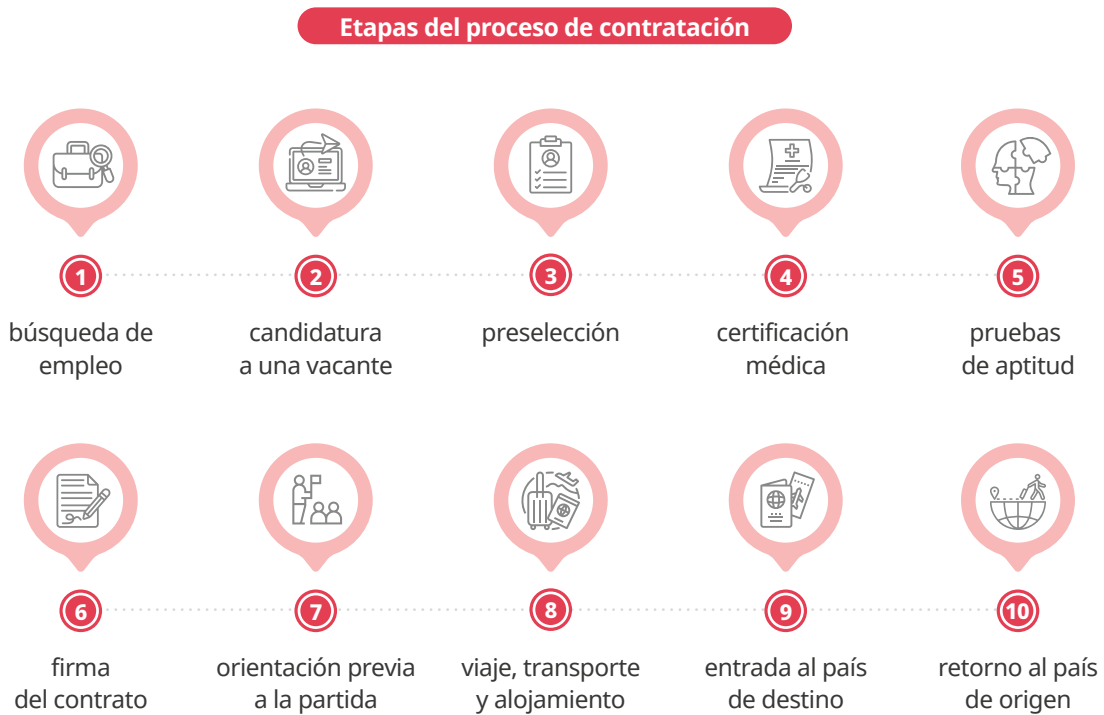 Etapas del proceso de contratación
1
2
3
4
5
búsqueda de
empleo
candidatura
a una vacante
preselección
certificación
médica
pruebas
de aptitud
6
7
8
9
10
firma
del contrato
orientación previa
a la partida
viaje, transporte
y alojamiento
entrada al país
de destino
retorno al país
de origen